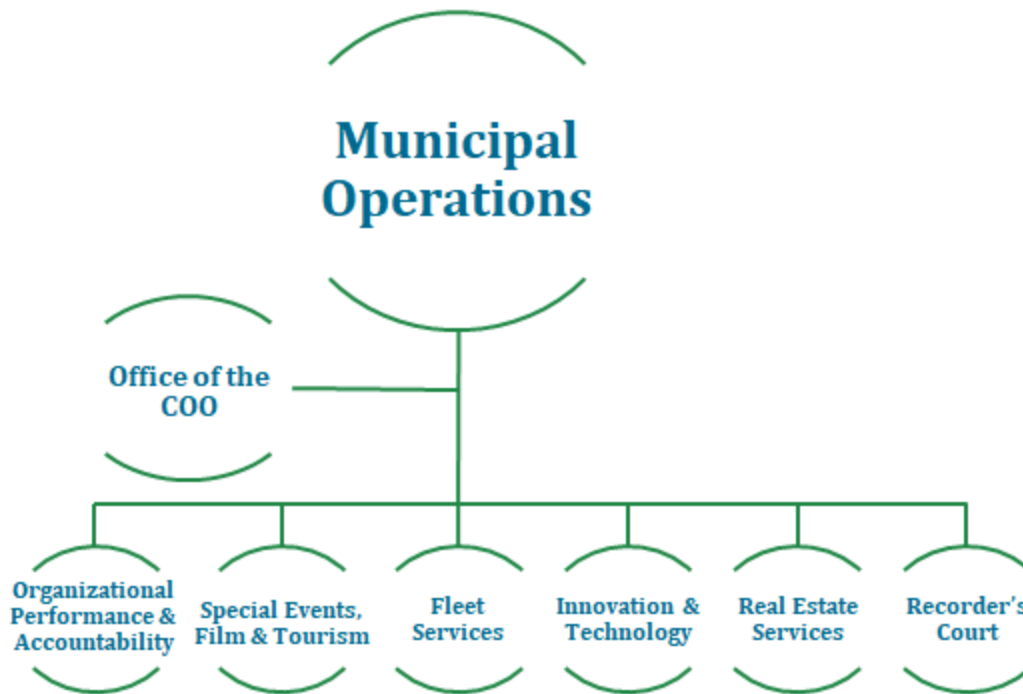 Municipal
Operations
Office of the
COO
Organizational
Performance &
Accountability
Special Events,
Film & Tourism
Fleet
Services
Innovation &
Technology
Real Estate
Services
Recorder's
Court